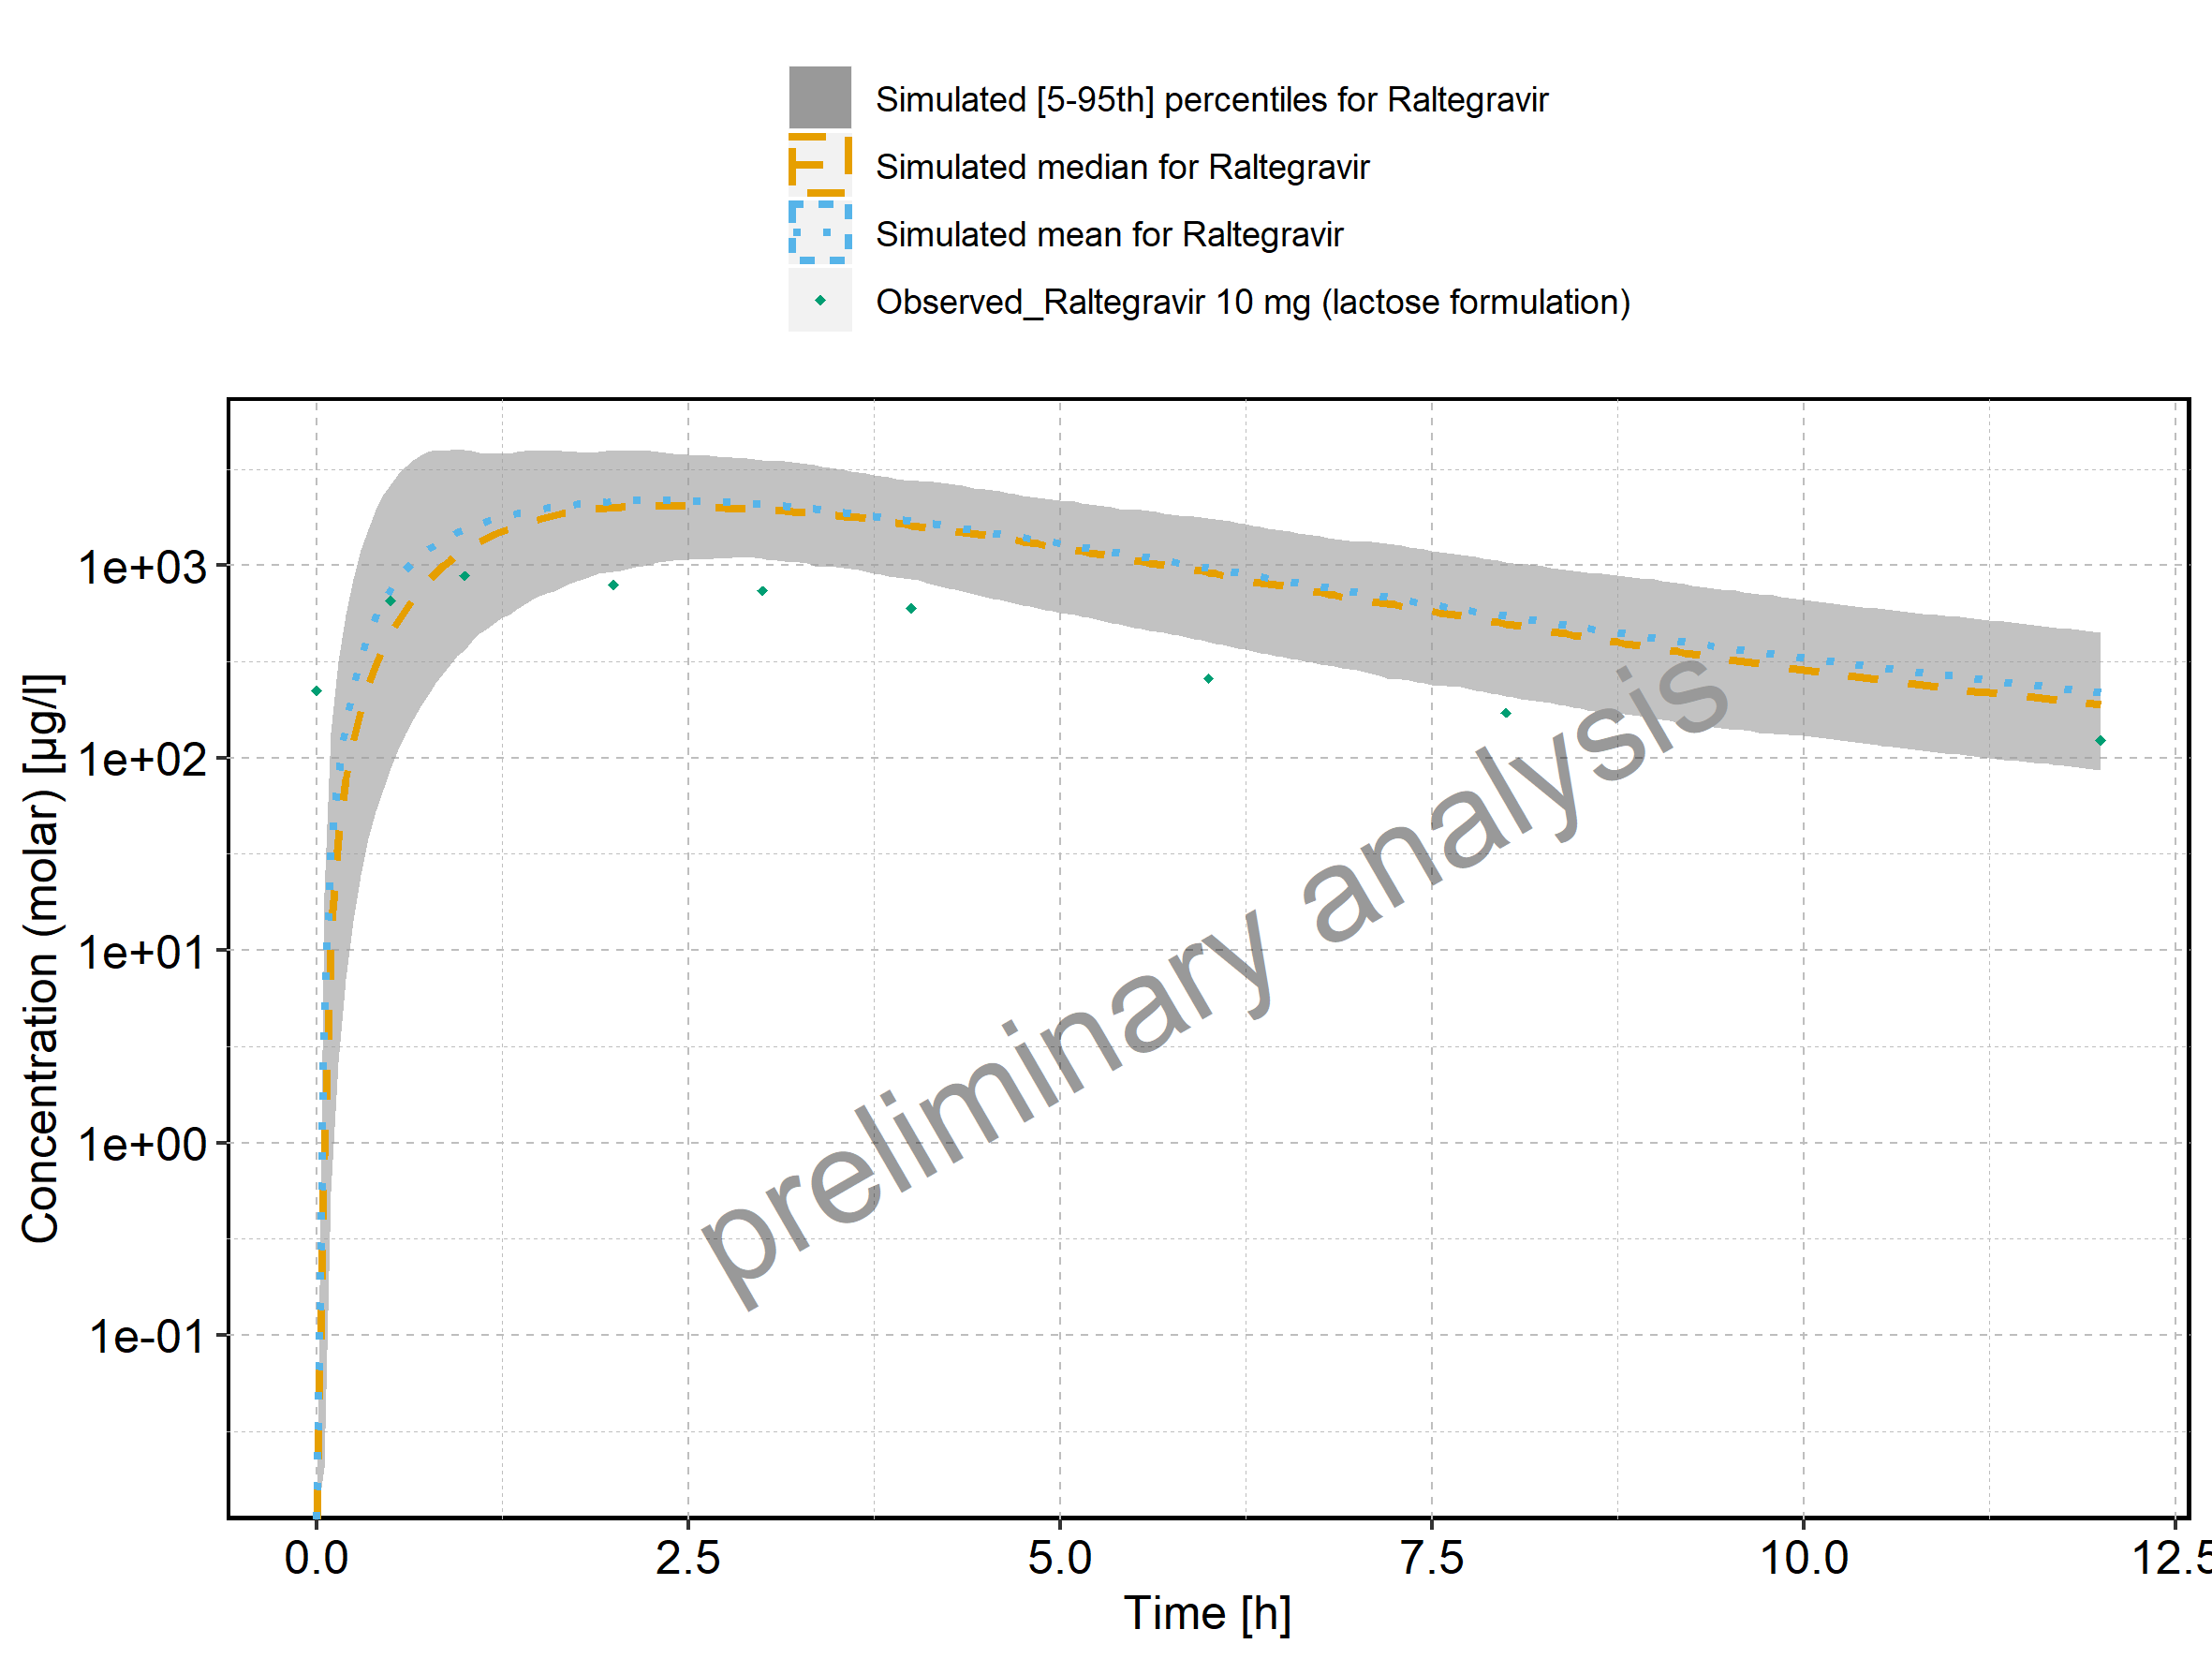 Simulated [5-95th] percentiles for Raltegravir
Simulated median for Raltegravir
Simulated mean for Raltegravir
Observed_Raltegravir 10 mg (lactose formulation)
Concentration (molar) [µg/l]
1e+03
1e+02
1e+01
1e+00
1e-01
preliminary analysis
0.0
2.5
5.0
7.5
10.0
12.5
Time [h]